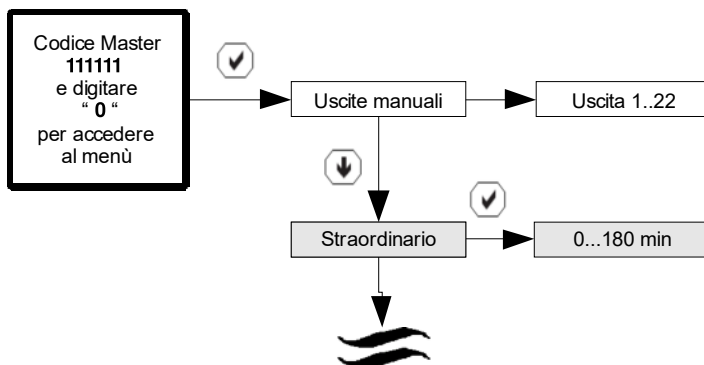 Codice Master
111111
e digitare
“ 0 “
per accedere
al menù
Uscite manuali
Uscita 1..22
Straordinario
0...180 min